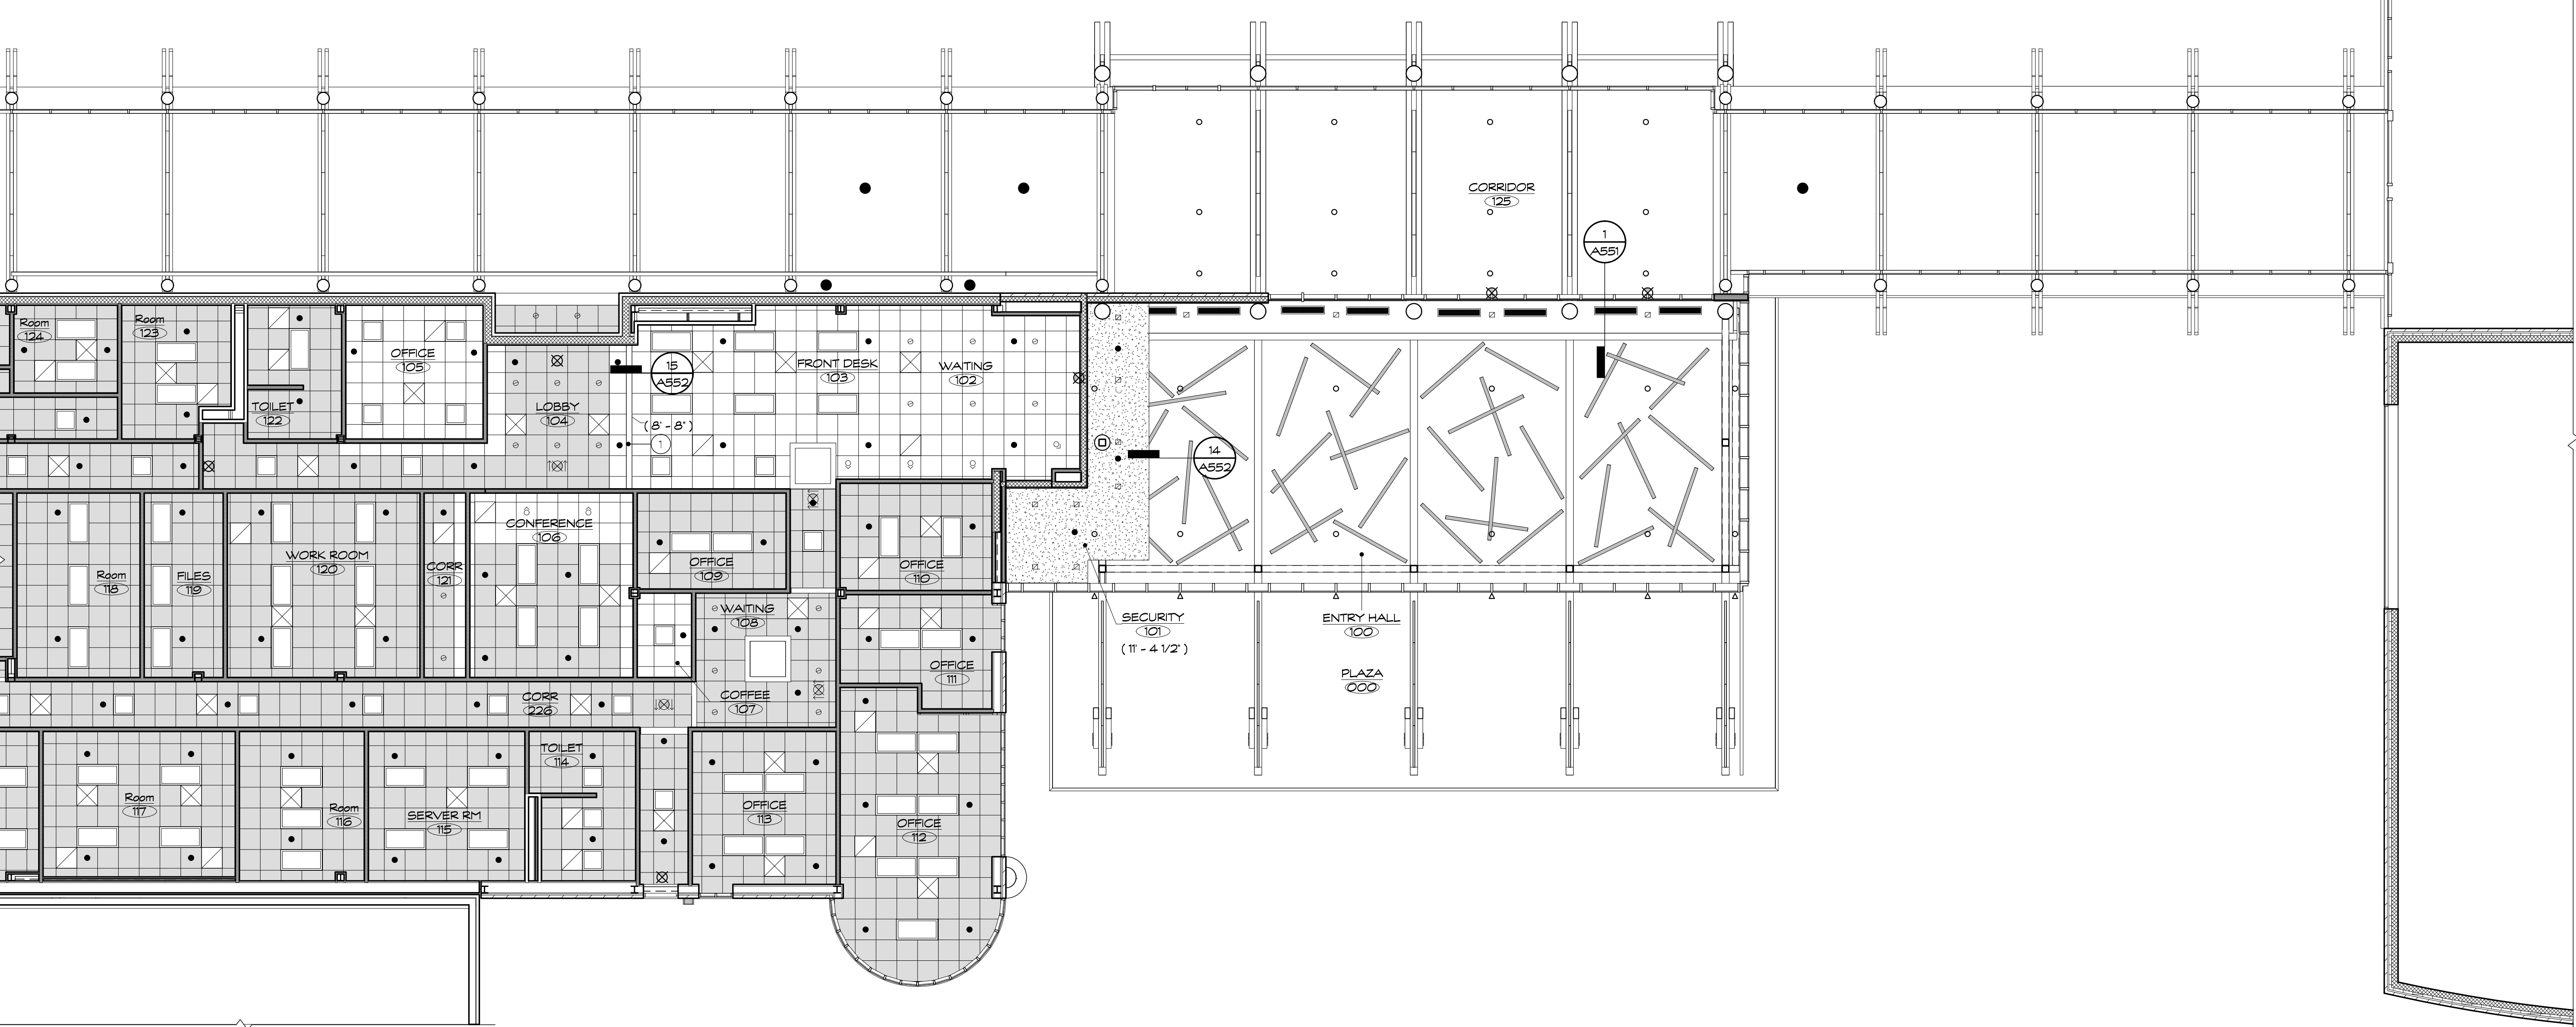 CORRIDOR
125
1
A551
Room
124
Room
123
TOILET
122
OFFICE
105
LOBBY
104
15
A552
( 8' - 8" )
1
FRONT DESK
103
WAITING
102
14
A552
Room
118
FILES
119
WORK ROOM
120
CORR
121
CONFERENCE
106
OFFICE
109
OFFICE
110
WAITING
108
OFFICE
111
COFFEE
107
CORR
226
SECURITY
101
( 11' - 4 1/2" )
ENTRY HALL
100
PLAZA
000
Room
117
Room
116
SERVER RM
115
TOILET
114
OFFICE
113
OFFICE
112